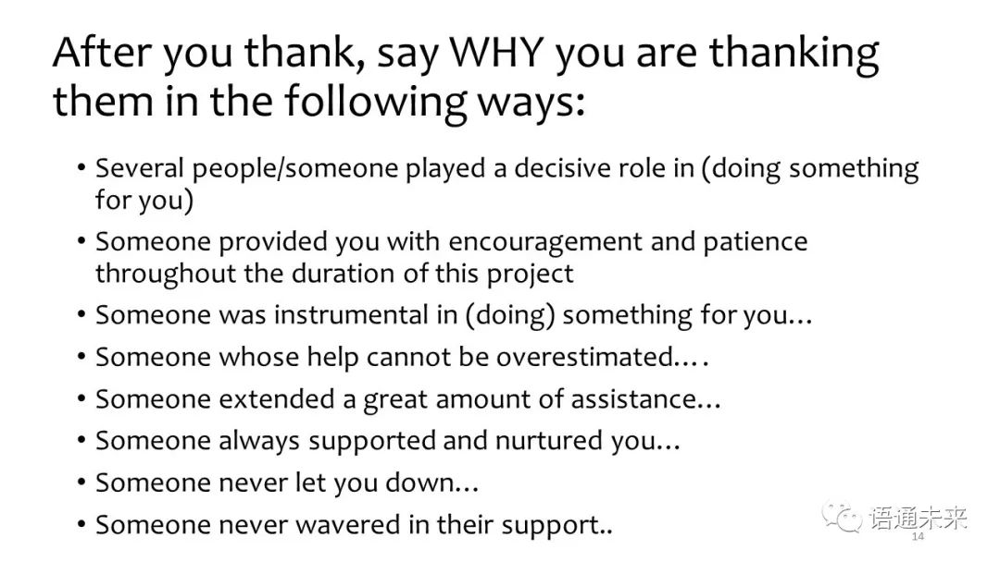 After you thank, say WHY you are thanking
them in the following ways:
• Several people/someone played a decisive role in (doing something
for you)
• Someone provided you with encouragement and patience
throughout the duration of this project
• Someone was instrumental in (doing) something for you…
• Someone whose help cannot be overestimated….
• Someone extended a great amount of assistance…
• Someone always supported and nurtured you…
• Someone never let you down…
• Someone never wavered in their support..
语通未来
14